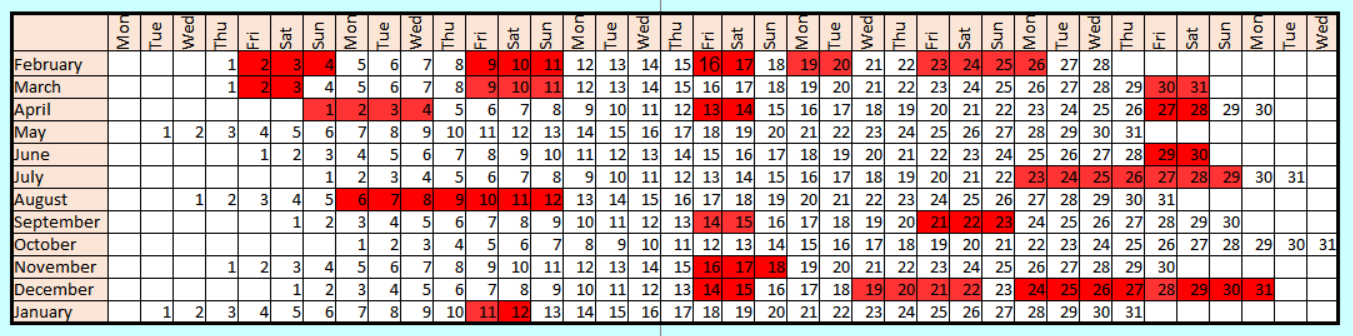 Mon Tue Wed Thu Fri Sat Sun Mon Tue Wed Thu Fri Sat Sun Mon Tue Wed Thu Fri Sat Sun Mon Tue Wed Thu Fri Sat Sun Mon Tue Wed Thu Fri Sat Sun Mon Tue Wed
February 1 2 3 4 5 6 7 8 9 10 11 12 13 14 15 16 17 18 19 20 21 22 23 24 25 26 27 28
March 1 2 3 4 5 6 7 8 9 10 11 12 13 14 15 16 17 18 19 20 21 22 23 24 25 26 27 28 29 30 31
April 1 2 3 4 5 6 7 8 9 10 11 12 13 14 15 16 17 18 19 20 21 22 23 24 25 26 27 28 29 30
May 1 2 3 4 5 6 7 8 9 10 11 12 13 14 15 16 17 18 19 20 21 22 23 24 25 26 27 28 29 30 31
June 1 2 3 4 5 6 7 8 9 10 11 12 13 14 15 16 17 18 19 20 21 22 23 24 25 26 27 28 29 30
July 1 2 3 4 5 6 7 8 9 10 11 12 13 14 15 16 17 18 19 20 21 22 23 24 25 26 27 28 29 30 31
August 1 2 3 4 5 6 7 8 9 10 11 12 13 14 15 16 17 18 19 20 21 22 23 24 25 26 27 28 29 30 31
September 1 2 3 4 5 6 7 8 9 10 11 12 13 14 15 16 17 18 19 20 21 22 23 24 25 26 27 28 29 30
October 1 2 3 4 5 6 7 8 9 10 11 12 13 14 15 16 17 18 19 20 21 22 23 24 25 26 27 28 29 30 31
November 1 2 3 4 5 6 7 8 9 10 11 12 13 14 15 16 17 18 19 20 21 22 23 24 25 26 27 28 29 30
December 1 2 3 4 5 6 7 8 9 10 11 12 13 14 15 16 17 18 19 20 21 22 23 24 25 26 27 28 29 30 31
January 1 2 3 4 5 6 7 8 9 10 11 12 13 14 15 16 17 18 19 20 21 22 23 24 25 26 27 28 29 30 31